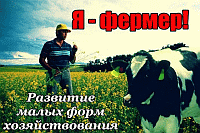 Я - фермер!
Развитие
малых форм
хозяйствования